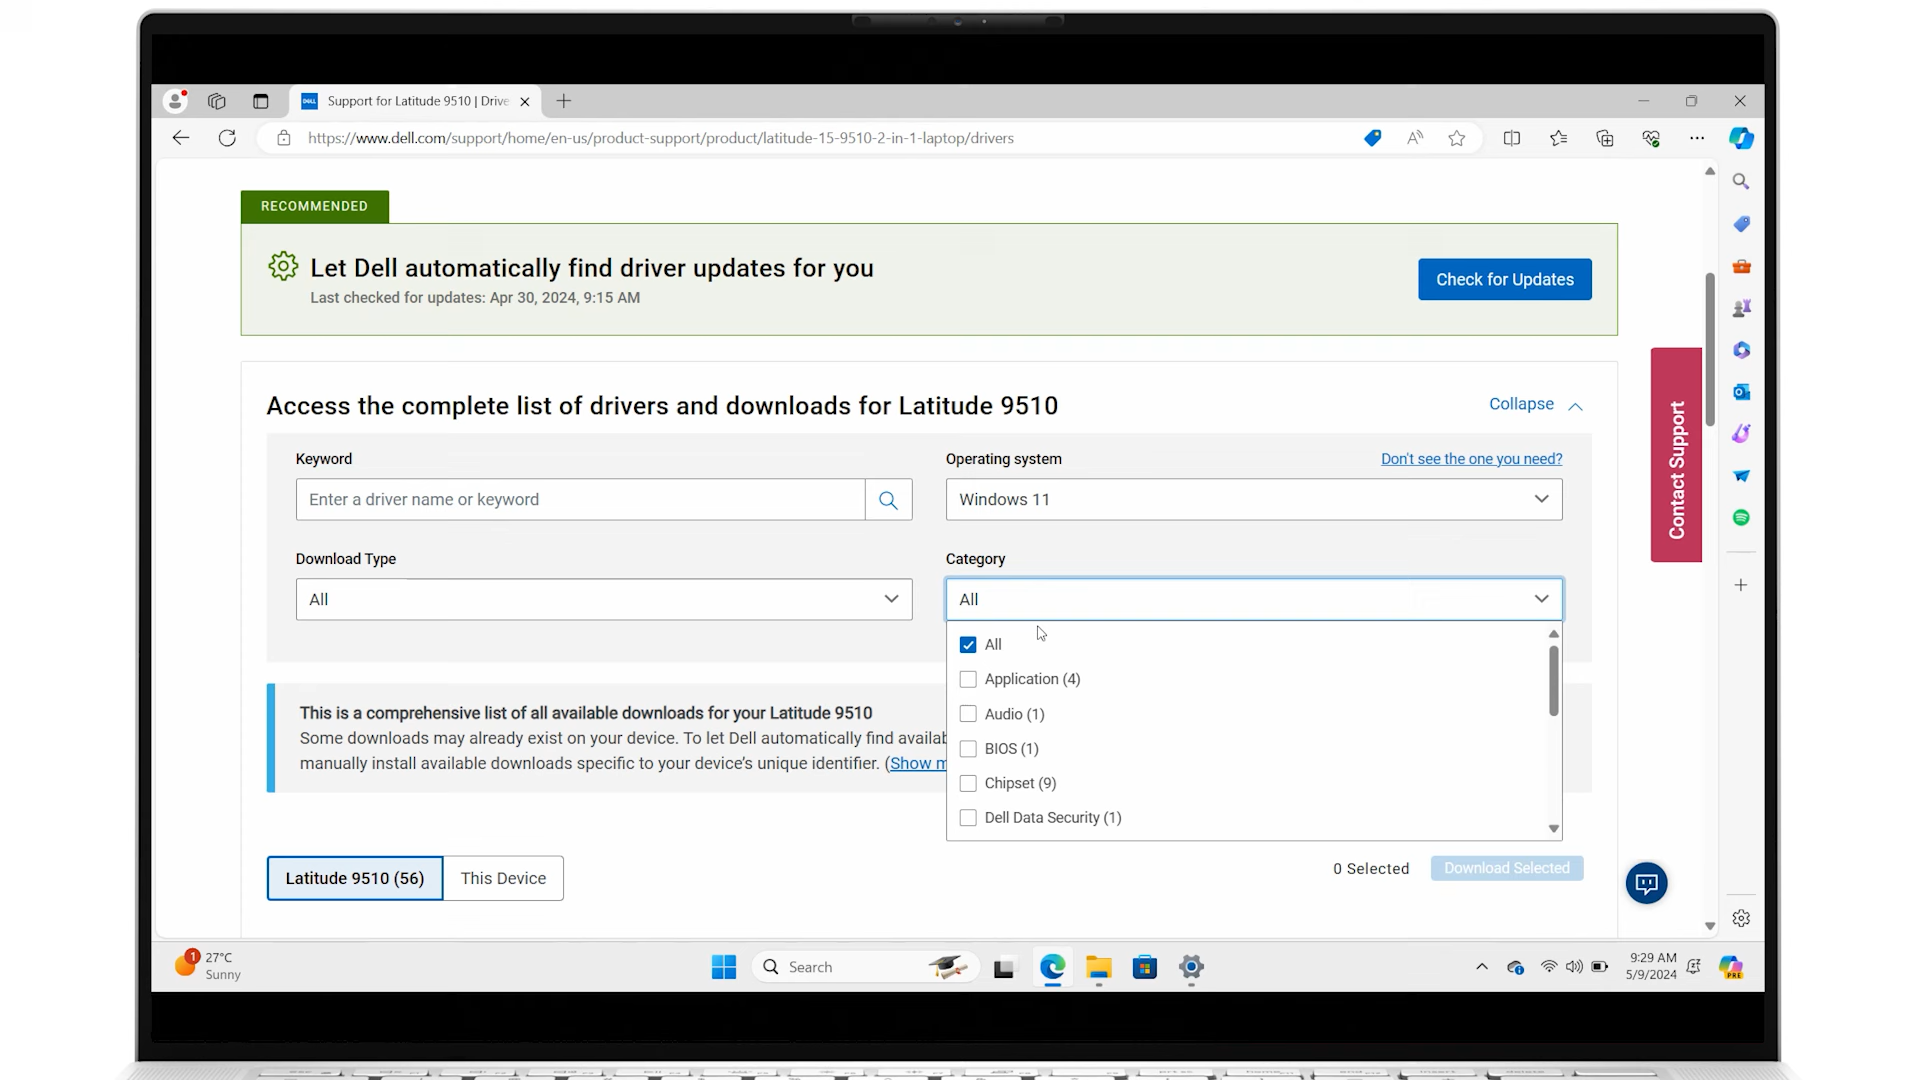 Support for Latitude 9510 | Drive
https://www.dell.com/support/home/en-us/product-support/product/latitude-15-9510-2-in-1-laptop/drivers
RECOMMENDED
Let Dell automatically find driver updates for you
Last checked for updates: Apr 30, 2024, 9:15 AM
Check for Updates
Access the complete list of drivers and downloads for Latitude 9510
Collapse
Keyword
Enter a driver name or keyword
Operating system
Don't see the one you need?
Windows 11
Download Type
All
Category
All
All
Application (4)
Audio (1)
BIOS (1)
Chipset (9)
Dell Data Security (1)
This is a comprehensive list of all available downloads for your Latitude 9510
Some downloads may already exist on your device. To let Dell automatically find availab
manually install available downloads specific to your device's unique identifier. (Show m
Latitude 9510 (56)
This Device
0 Selected
Download Selected
Contact Support
1
27°C
Sunny
Search
9:29 AM
5/9/2024
PRE